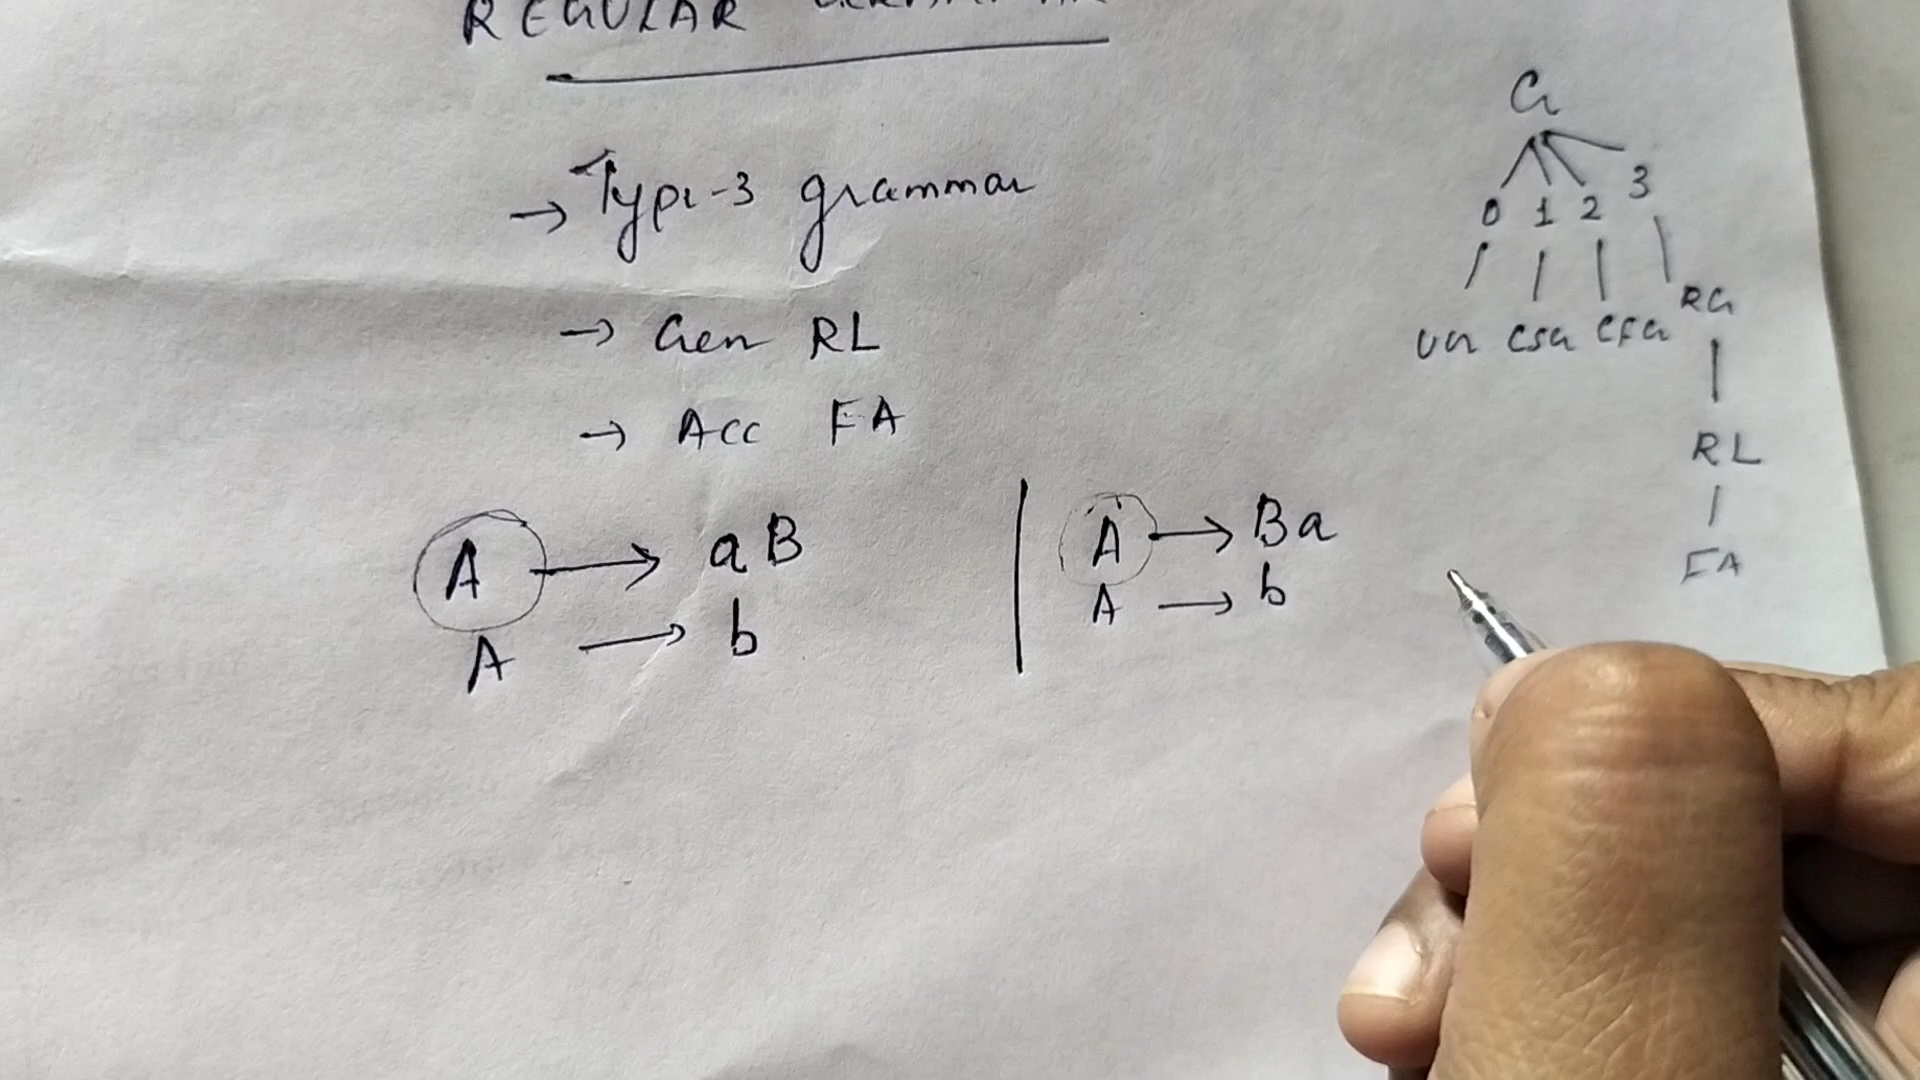 REGULAR
→ Type-3 grammar
→ Gen RL
→ Acc FA
A → aB
A → b
A → Ba
A → b
G
0 1 2 3
UG CSG CFG RG
RL
FA